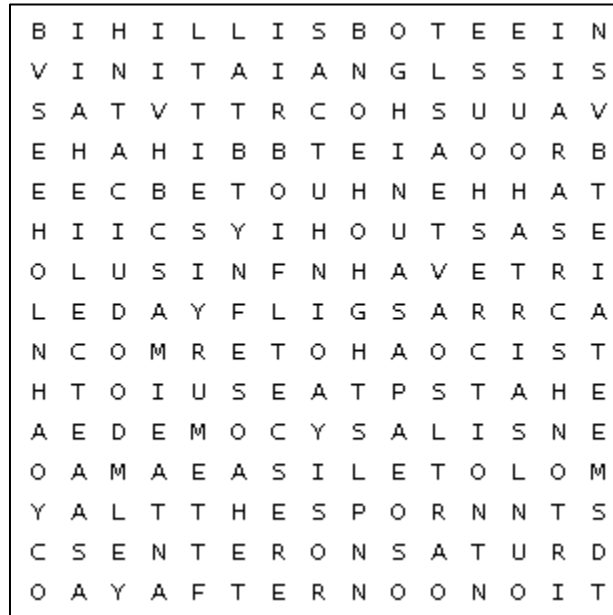 B I H I L L I S B O T E E I N
V I N I T A I A N G L S S I S
S A T V T T R C O H S U U A V
E H A H I B B T E I A O O R B
E E C B E T O U H N E H H A T
H I I C S Y I H O U T S A S E
O L U S I N F N H A V E T R I
L E D A Y F L I G S A R R C A
N C O M R E T O H A O C I S T
H T O I U S E A T P S T A H E
A E D E M O C Y S A L I S N E
O A M A E A S I L E T O L O M
Y A L T T H E S P O R N N T S
C S E N T E R O N S A T U R D
O A Y A F T E R N O O N O I T